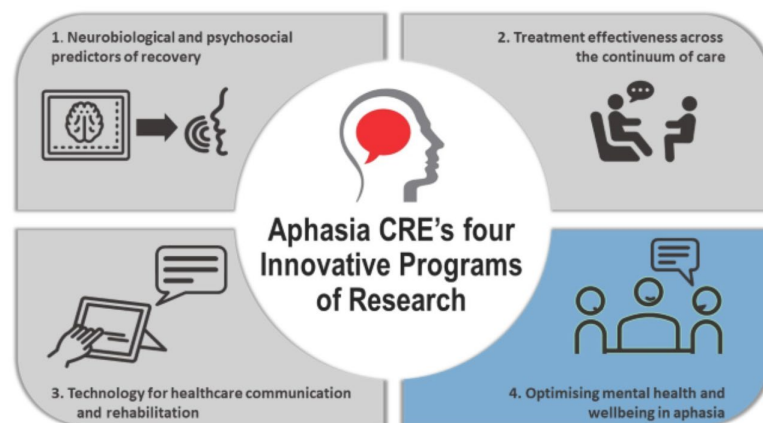 1. Neurobiological and psychosocial
predictors of recovery
2. Treatment effectiveness across
the continuum of care
Aphasia CRE's four
Innovative Programs
of Research
3. Technology for healthcare communication
and rehabilitation
4. Optimising mental health and
wellbeing in aphasia